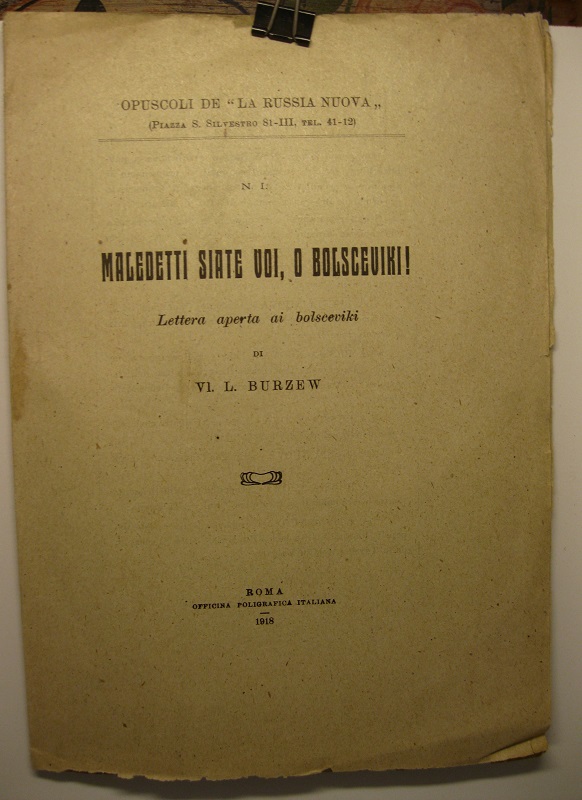 OPUSCOLI DE “LA RUSSIA NUOVA„
(PIAZZA S. SILVESTRO 81-III, TEL. 41-12)
N. 1.
MALEDETTI SIATE VOI, O BOLSCEVIKI!
Lettera aperta ai bolsceviki
DI
Vl. L. BURZEW
ROMA
OFFICINA POLIGRAFICA ITALIANA
1918